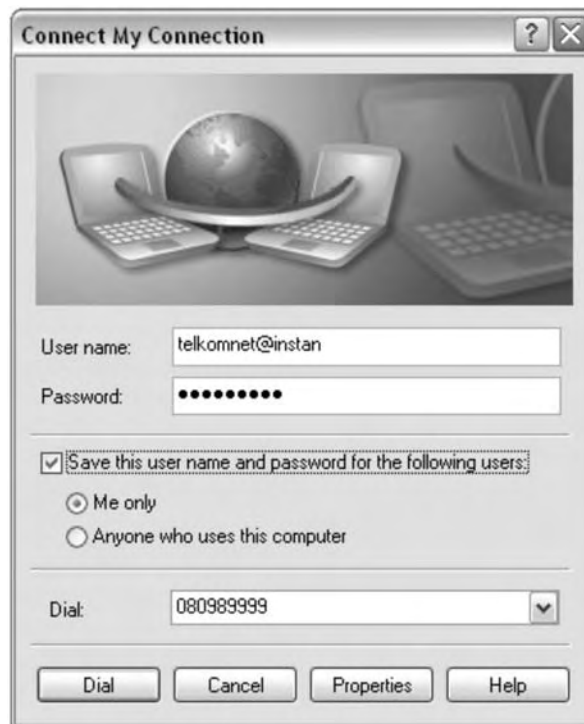 Connect My Connection
User name: telkomnet@instan
Password: •••••••••
Save this user name and password for the following users:
Me only
Anyone who uses this computer
Dial: 080989999
Dial Cancel Properties Help